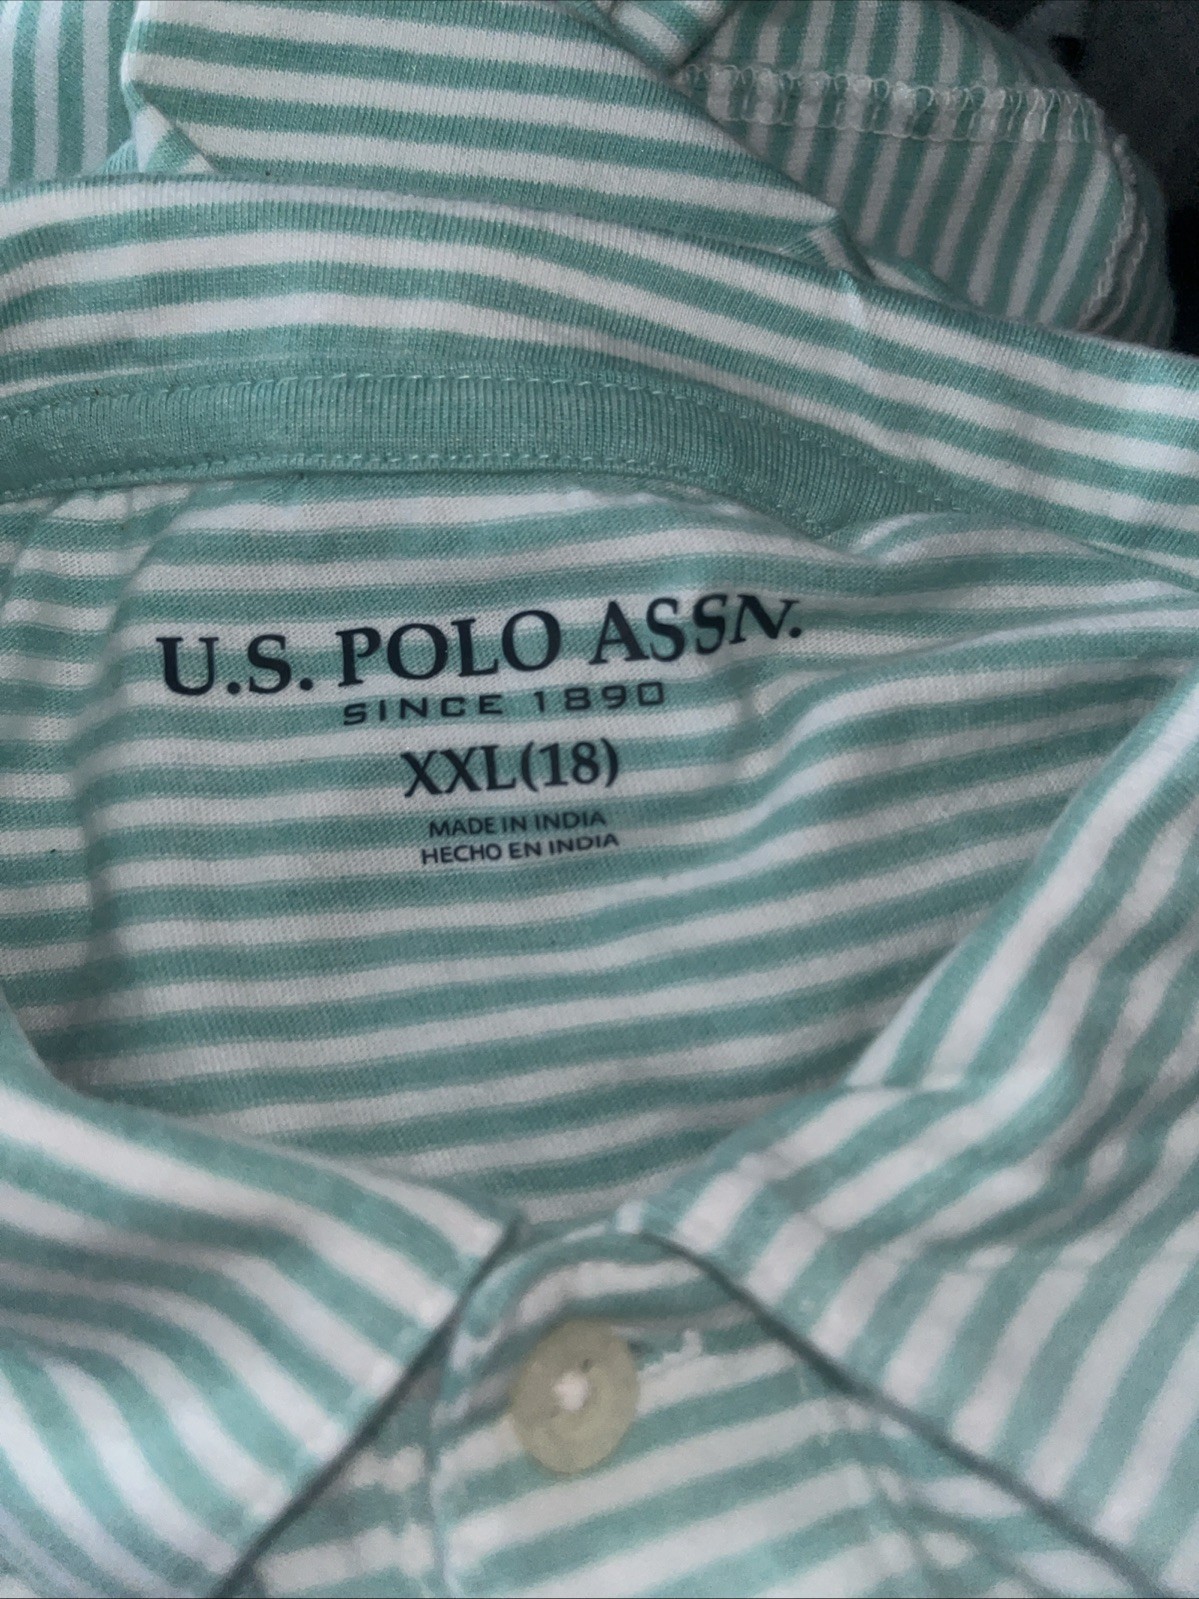 U.S. POLO ASSN.
SINCE 1890
XXL(18)
MADE IN INDIA
HECHO EN INDIA